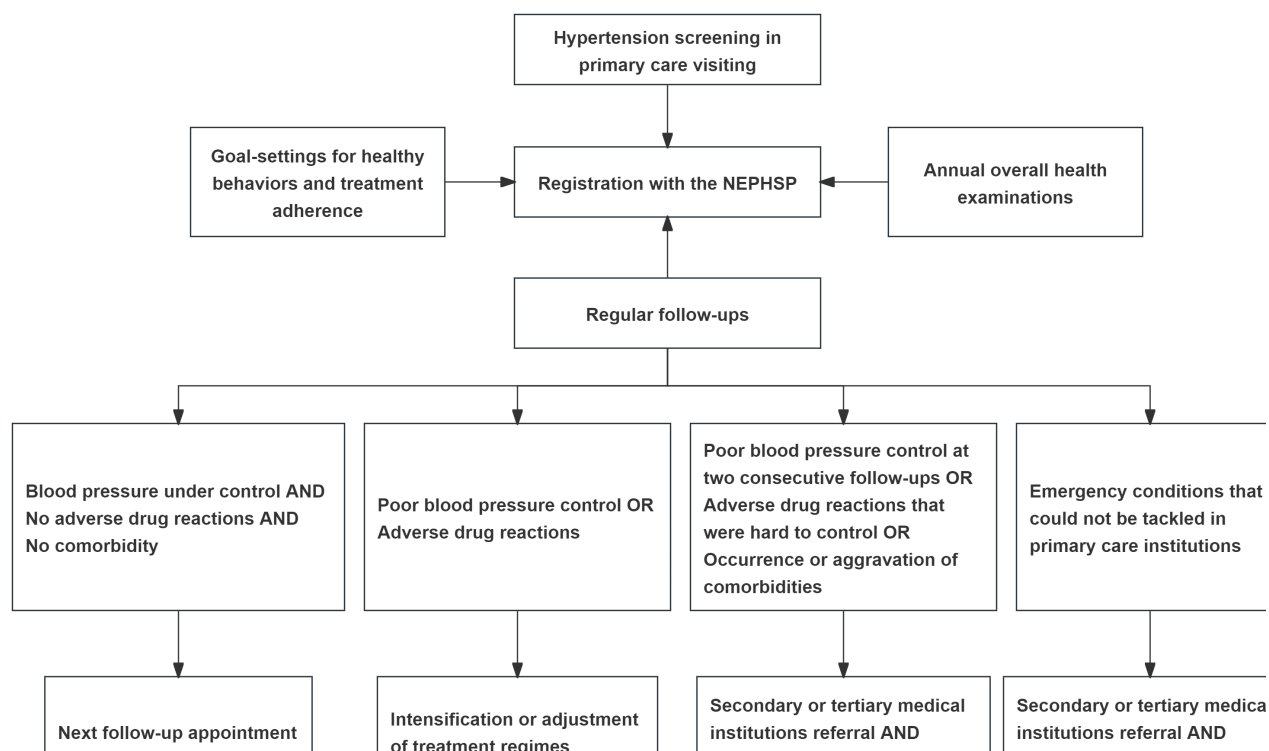 Hypertension screening in
primary care visiting
Goal-settings for healthy
behaviors and treatment
adherence
Registration with the NEPHSP
Annual overall health
examinations
Regular follow-ups
Blood pressure under control AND
No adverse drug reactions AND
No comorbidity
Poor blood pressure control OR
Adverse drug reactions
Poor blood pressure control at
two consecutive follow-ups OR
Adverse drug reactions that
were hard to control OR
Occurrence or aggravation of
comorbidities
Emergency conditions that
could not be tackled in
primary care institutions
Next follow-up appointment
Intensification or adjustment
of treatment regimes
Secondary or tertiary medical
institutions referral AND
Secondary or tertiary
institutions referral AND